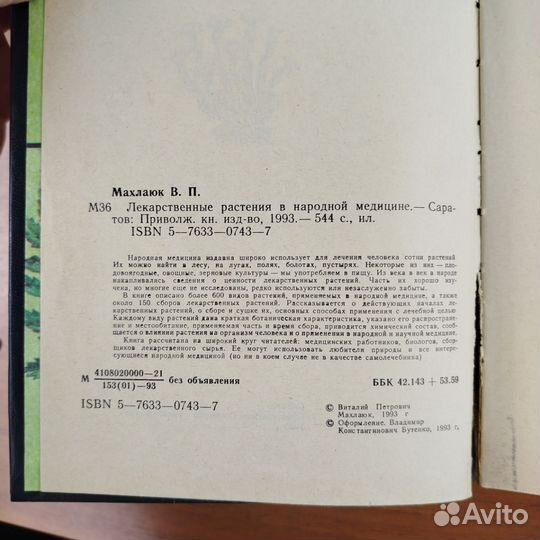 Махлаюк В. П.
М36 Лекарственные растения в народной медицине.— Сара-
тов: Приволж. кн. изд-во, 1993.— 544 с., ил.
ISBN 5—7633—0743—7
Народная медицина издавна широко использует для лечения человека сотни растений
Их можно найти в лесу, на лугах, полях, болотах, пустырях. Некоторые из них — пло-
довоягодные, овощные, зерновые культуры — мы употребляем в пищу. Из века в век в народе
накапливались сведения о ценности лекарственных растений. Часть их хорошо изу-
чена, но многие еще не исследованы, редко используются или незаслуженно забыты.
В книге описано более 600 видов растений, применяемых в народной медицине, а также
около 150 сборов лекарственных растений. Рассказывается о действующих началах ле-
карственных растений, о сборе и сушке их, основных способах применения с лечебной целью
Каждому виду растений дана краткая ботаническая характеристика, указано его распростране-
ние и местообитание, применяемая часть и время сбора, приводится химический состав, сооб-
щается о влиянии растения на организм человека и о применении в народной и научной медицине.
Книга рассчитана на широкий круг читателей: медицинских работников, биологов, сбор-
щиков лекарственного сырья. Ее могут использовать любители природы и все инте-
ресующиеся народной медициной (но ни в коем случае не в качестве самолечебника)
М 4108020000—21
153(01)—93 без объявления
ББК 42.143 + 53.59
ISBN 5—7633—0743—7
© Виталий Петрович
Махлаюк, 1993 г
© Оформление. Владимир
Константинович Бутенко, 1993 г.
Avito